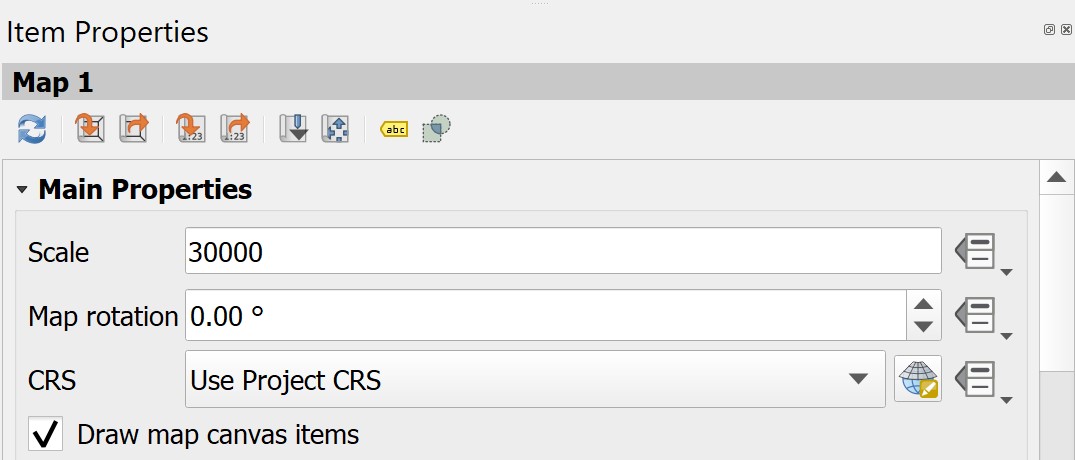 Item Properties
Map 1
1:23 1:23 abc
Main Properties
Scale 30000
Map rotation 0.00 °
CRS Use Project CRS
Draw map canvas items